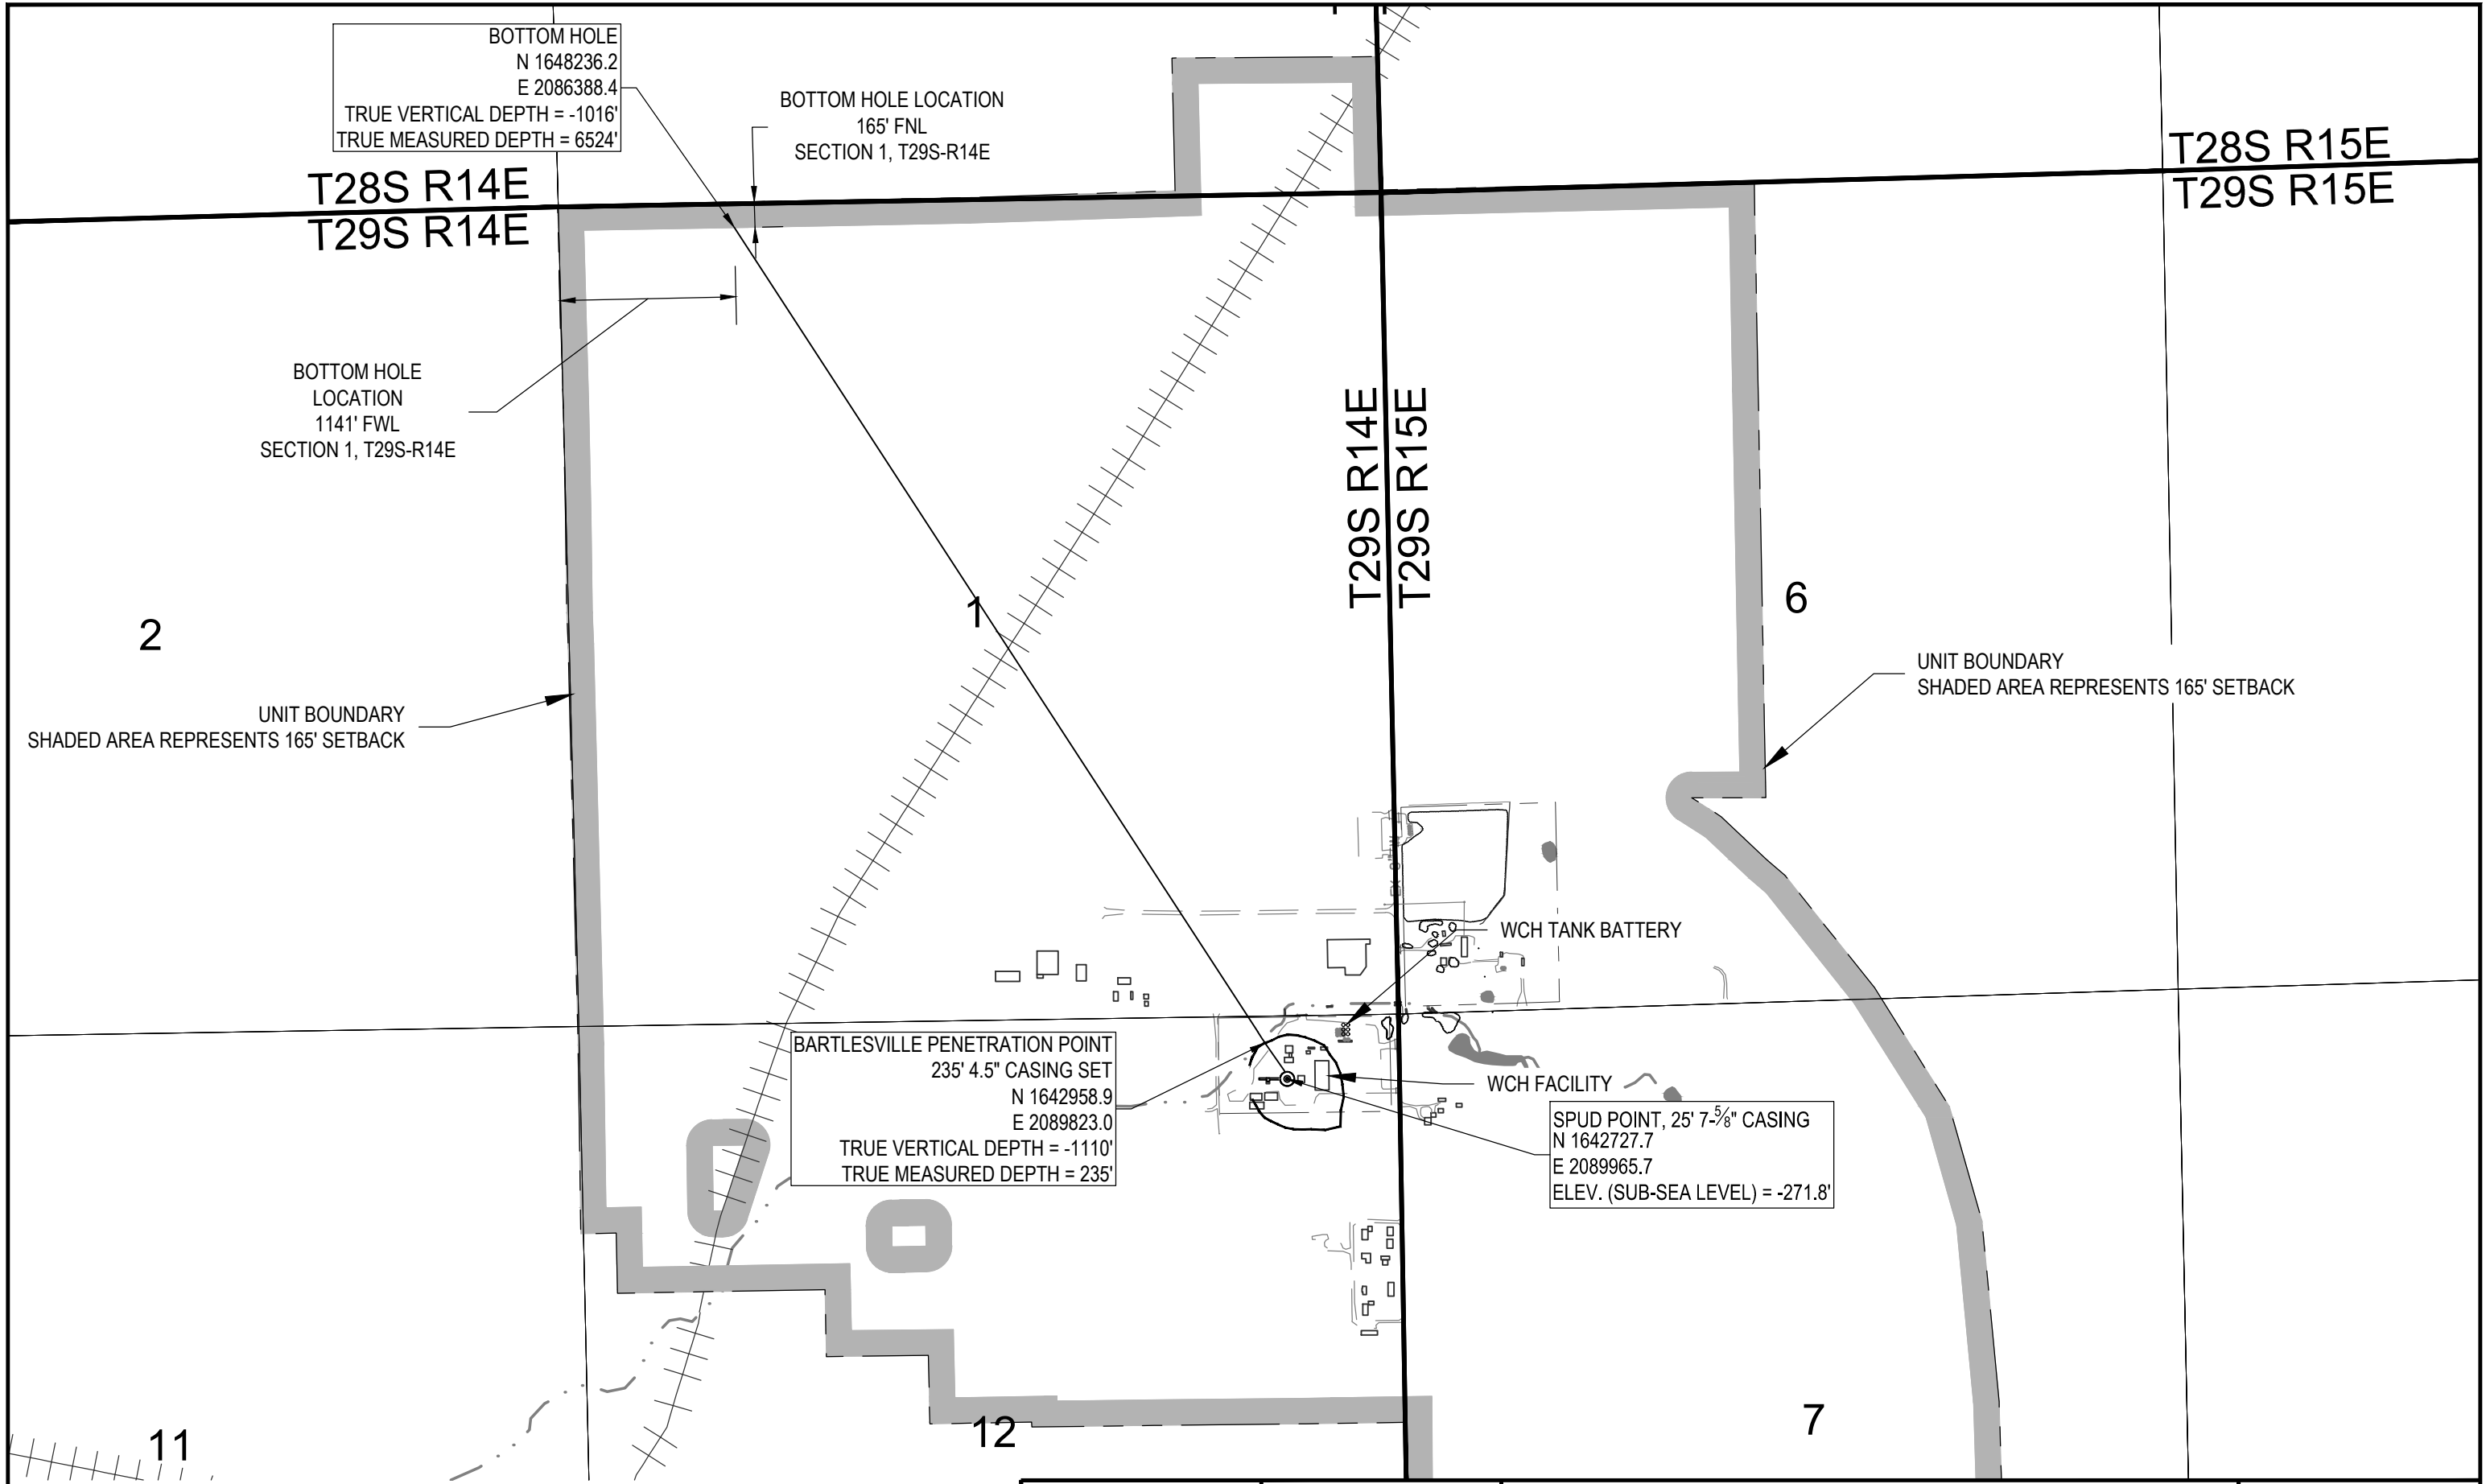 BOTTOM HOLE
N 1648236.2
E 2086388.4
TRUE VERTICAL DEPTH = -1016'
TRUE MEASURED DEPTH = 6524'
BOTTOM HOLE LOCATION
165' FNL
SECTION 1, T29S-R14E
T28S R14E
T29S R14E
T28S R15E
T29S R15E
BOTTOM HOLE
LOCATION
1141' FWL
SECTION 1, T29S-R14E
T29S R14E
T29S R15E
2
1
6
UNIT BOUNDARY
SHADED AREA REPRESENTS 165' SETBACK
UNIT BOUNDARY
SHADED AREA REPRESENTS 165' SETBACK
WCH TANK BATTERY
BARTLESVILLE PENETRATION POINT
235' 4.5" CASING SET
N 1642958.9
E 2089823.0
TRUE VERTICAL DEPTH = -1110'
TRUE MEASURED DEPTH = 235'
WCH FACILITY
SPUD POINT, 25' 7-5/8" CASING
N 1642727.7
E 2089965.7
ELEV. (SUB-SEA LEVEL) = -271.8'
11
12
7